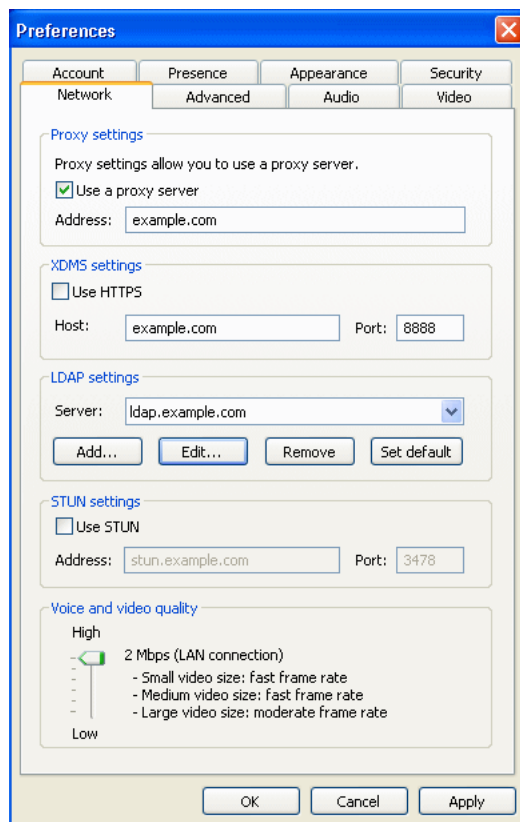 Preferences
Account Presence Appearance Security
Network Advanced Audio Video
Proxy settings
Proxy settings allow you to use a proxy server.
Use a proxy server
Address: example.com
XDMS settings
Use HTTPS
Host: example.com Port: 8888
LDAP settings
Server: ldap.example.com
Add... Edit... Remove Set default
STUN settings
Use STUN
Address: stun.example.com Port: 3478
Voice and video quality
High
2 Mbps (LAN connection)
- Small video size: fast frame rate
- Medium video size: fast frame rate
- Large video size: moderate frame rate
Low
OK Cancel Apply